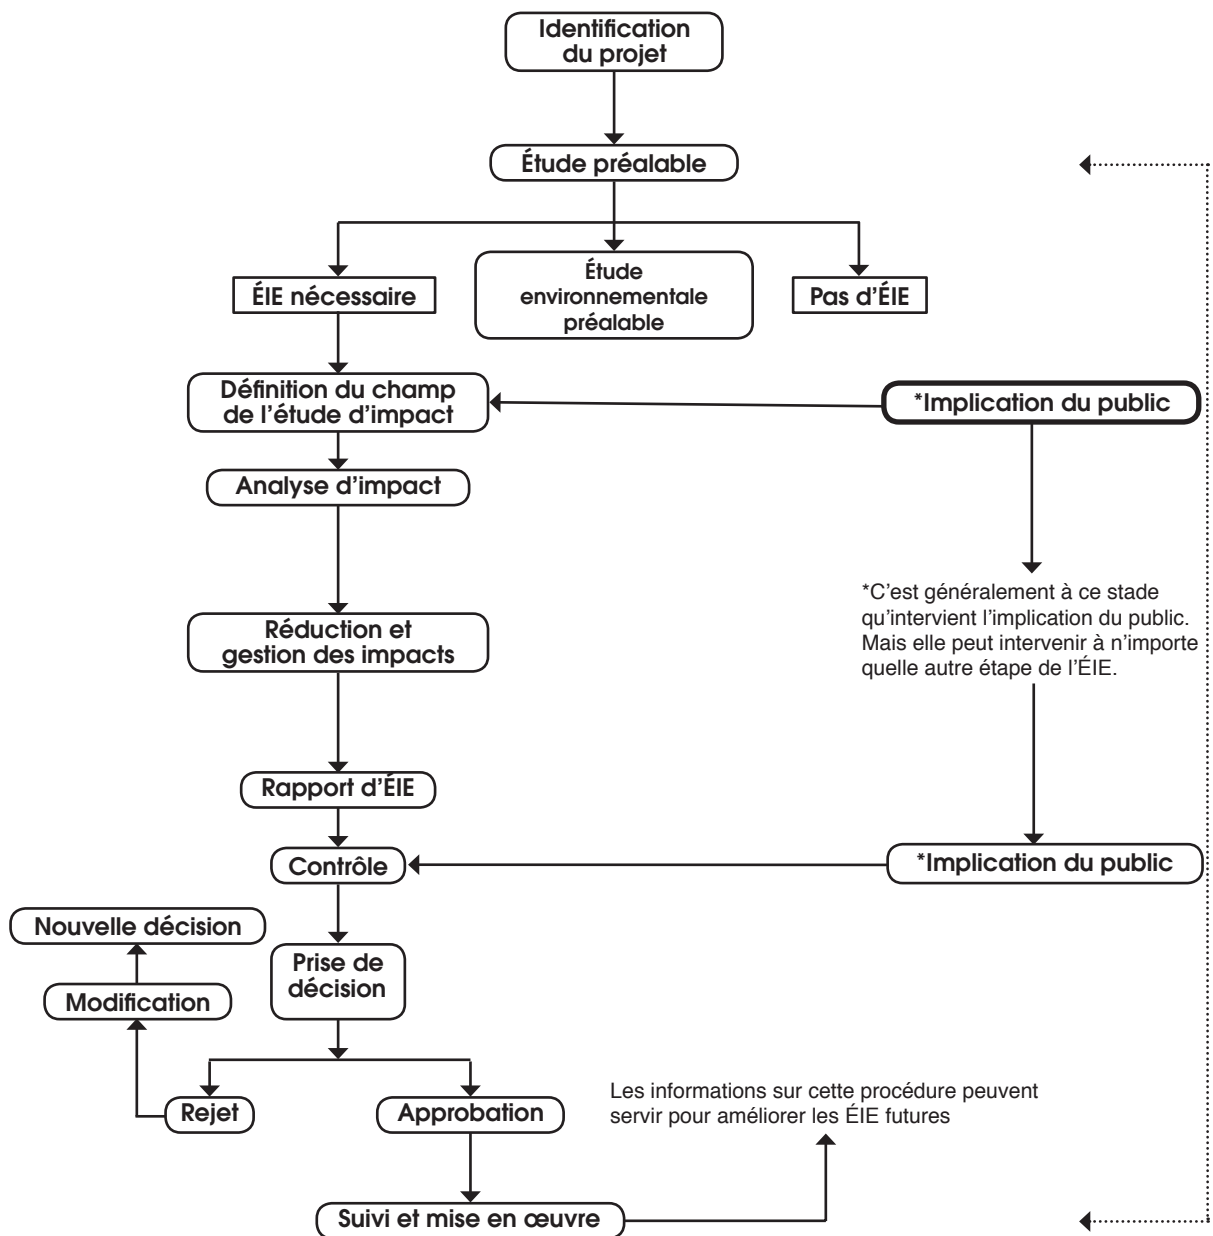 Identification
du projet
Étude préalable
ÉIE nécessaire
Étude
environnementale
préalable
Pas d’ÉIE
Définition du champ
de l’étude d’impact
*Implication du public
Analyse d’impact
*C’est généralement à ce stade
qu’intervient l’implication du public.
Mais elle peut intervenir à n’importe
quelle autre étape de l’ÉIE.
Réduction et
gestion des impacts
Rapport d’ÉIE
Contrôle
*Implication du public
Nouvelle décision
Prise de
décision
Modification
Rejet
Approbation
Les informations sur cette procédure peuvent
servir pour améliorer les ÉIE futures
Suivi et mise en œuvre